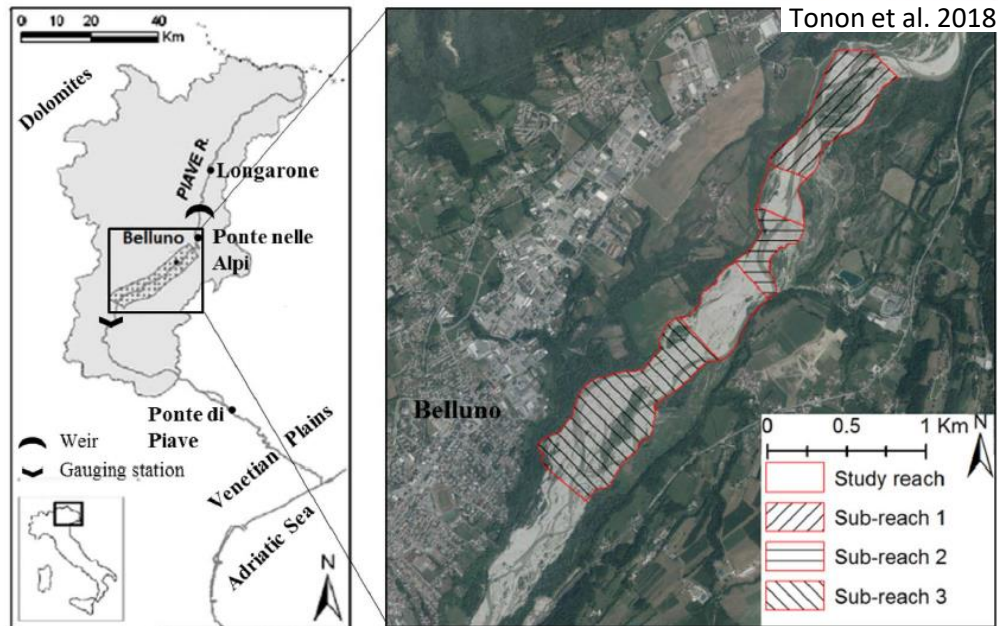 Tonon et al. 2018
0 20 40
Km
Dolomites
PIAVE R.
Longarone
Belluno
Ponte nelle
Alpi
Ponte di
Piave
Venetian Plains
Adriatic Sea
Weir
Gauging station
N
Belluno
0 0.5 1 Km
N
Study reach
Sub-reach 1
Sub-reach 2
Sub-reach 3